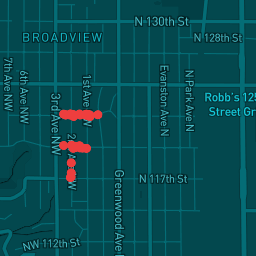 N 130th St
BROADVIEW
N 128th St
7th Ave NW
6th Ave NW
3rd Ave NW
1st Ave
Evanston Ave N
N Park Ave N
Robb's 125
Street Gr
Greenwood Ave
N 117th St
NW 112th St